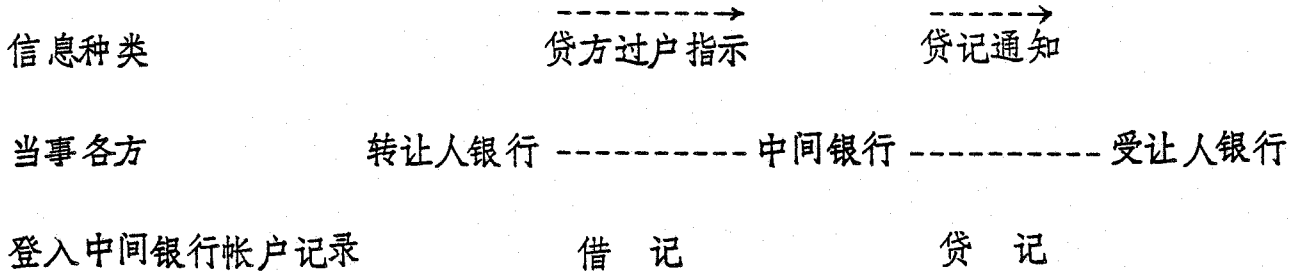 信息种类 贷方过户指示 贷记通知
当事各方 转让人银行 ---------- 中间银行 ---------- 受让人银行
登入中间银行帐户记录 借 记 贷 记